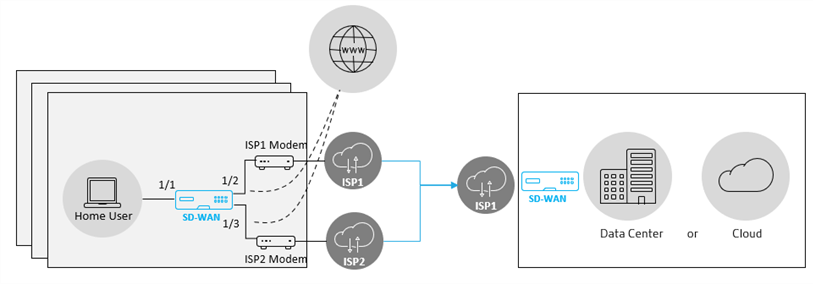 WWW
ISP1 Modem
1/1
1/2
ISP1
ISP1
Home User
SD-WAN
SD-WAN
1/3
ISP2 Modem
ISP2
Data Center
or
Cloud